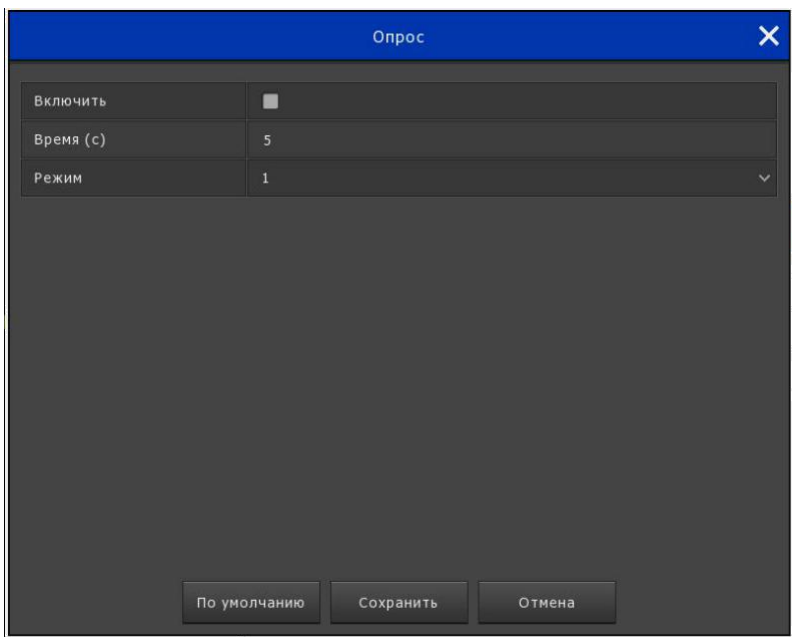 Опрос
Включить
Время (с) 5
Режим 1
По умолчанию Сохранить Отмена